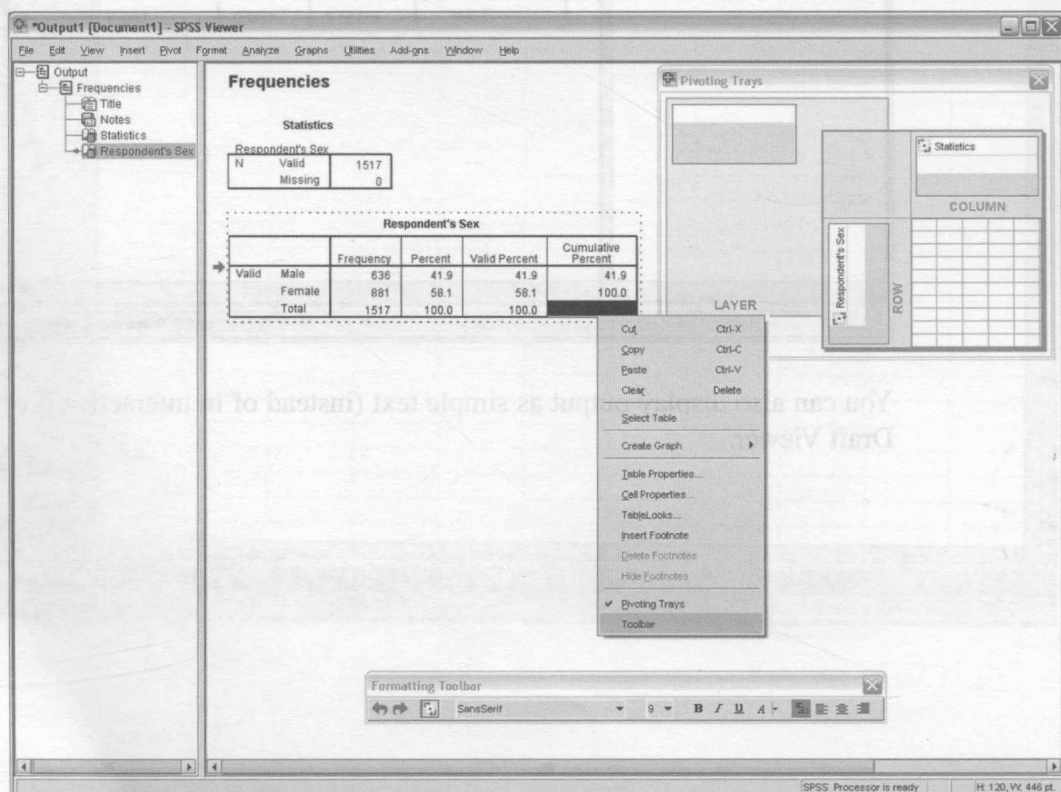 *Output1 [Document1] - SPSS Viewer
File Edit View Insert Pivot Format Analyze Graphs Utilities Add-ons Window Help
Output
Frequencies
Title
Notes
Statistics
Respondent's Sex
Frequencies
Statistics
Respondent's Sex
N Valid 1517
Missing 0
Respondent's Sex
Frequency Percent Valid Percent Cumulative Percent
Valid Male 636 41.9 41.9 41.9
Female 881 58.1 58.1 100.0
Total 1517 100.0 100.0
Pivoting Trays
Statistics
COLUMN
Respondent's Sex
ROW
LAYER
Cut Ctrl-X
Copy Ctrl-C
Paste Ctrl-V
Clear Delete
Select Table
Create Graph
Table Properties...
Cell Properties...
TableLooks...
Insert Footnote
Delete Footnotes
Hide Footnotes
Pivoting Trays
Toolbar
You can also display output as simple text (instead of in interactive
Draft Viewer.
Formatting Toolbar
SansSerif 9 B I U A
SPSS Processor is ready H: 120, W: 446 pt.